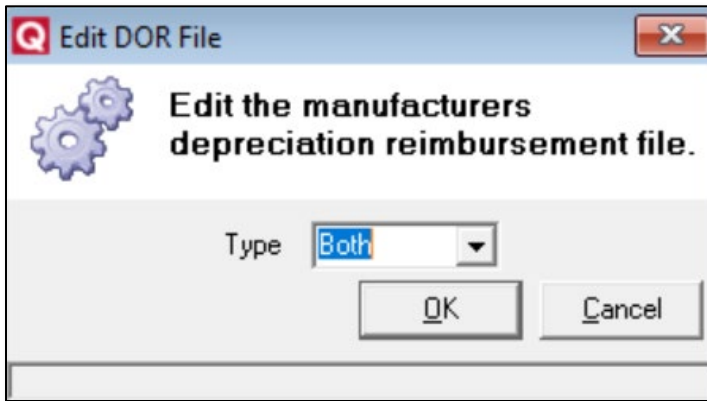 Q Edit DOR File
Edit the manufacturers
depreciation reimbursement file.
Type Both
OK Cancel